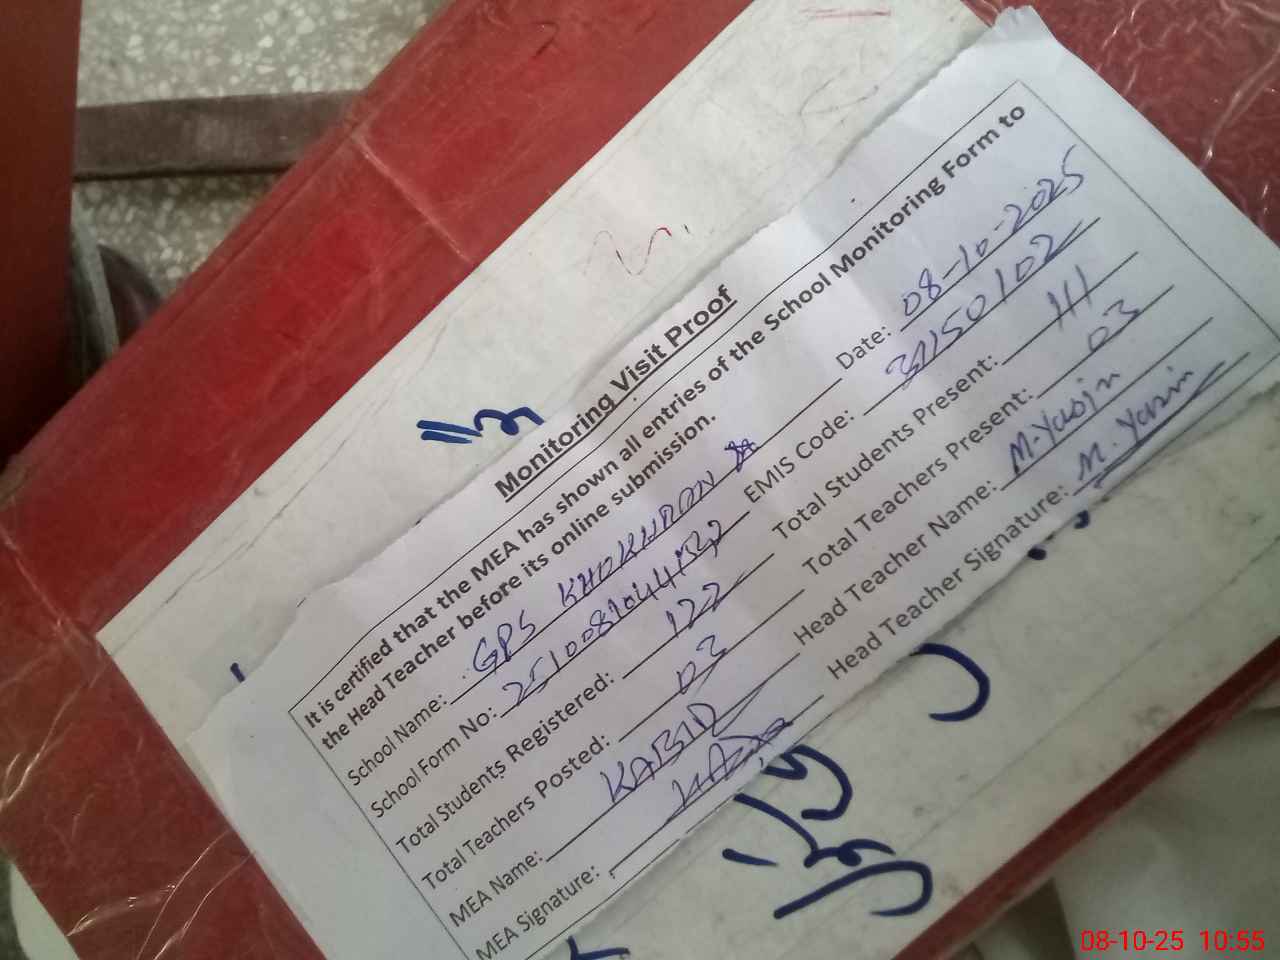 Monitoring Visit Proof
It is certified that the MEA has shown all entries of the School Monitoring Form to
the Head Teacher before its online submission.
School Name: GPS KHOKHRAN Date: 08-10-2025
School Form No: EMIS Code: 31150102
Total Students Registered: 122 Total Students Present: 111
Total Teachers Posted: 03 Total Teachers Present: 03
MEA Name: KABIR Head Teacher Name: M. Yasin
MEA Signature: Head Teacher Signature: M. Yasin
08-10-25 10:55